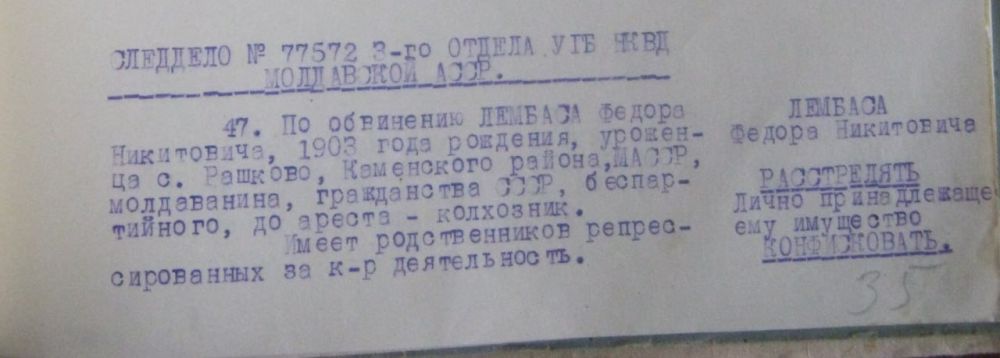 СЛЕДДЕЛО № 77572 3-го ОТДЕЛА УГБ НКВД
МОЛДАВСКОЙ АССР.
47. По обвинению ЛЕМБАСА Федора
Никитовича, 1903 года рождения, урожен-
ца с. Рашково, Каменского района,МАССР,
молдаванина, гражданства СССР, беспар-
тийного, до ареста - колхозник.
Имеет родственников репрес-
сированных за к-р деятельность.
ЛЕМБАСА
Федора Никитовича
РАССТРЕЛЯТЬ
Лично принадлежаще
ему имущество
КОНФИСКОВАТЬ.
35